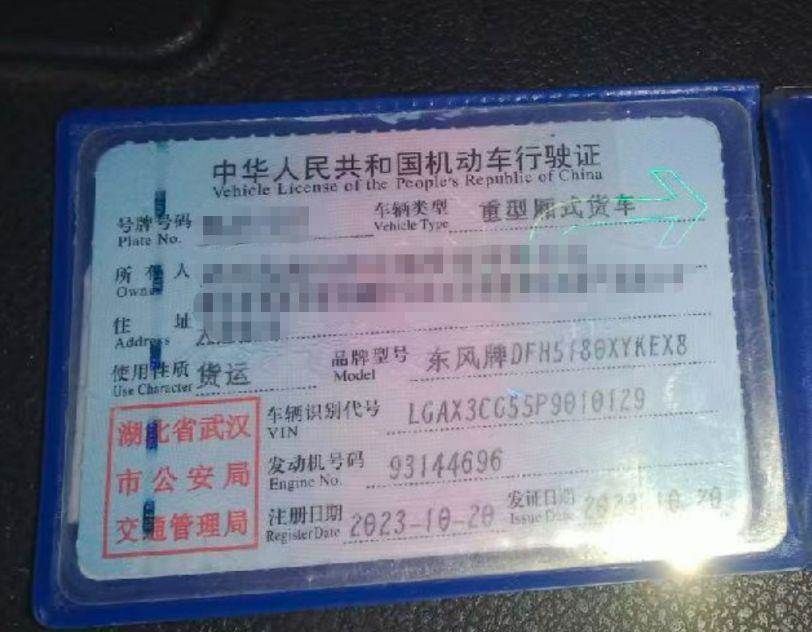 中华人民共和国机动车行驶证
Vehicle License of the People's Republic of China
号牌号码
Plate No.
车辆类型 重型厢式货车
Vehicle Type
所有人
Owner
住址
Address
使用性质 货运
Use Character
品牌型号 东风牌DFH5180XYKEX8
Model
湖北省武汉
市公安局
交通管理局
车辆识别代号 LGAX3CG55P9010129
VIN
发动机号码 93144696
Engine No.
注册日期 2023-10-20
Register Date
发证日期 2023-10-20
Issue Date